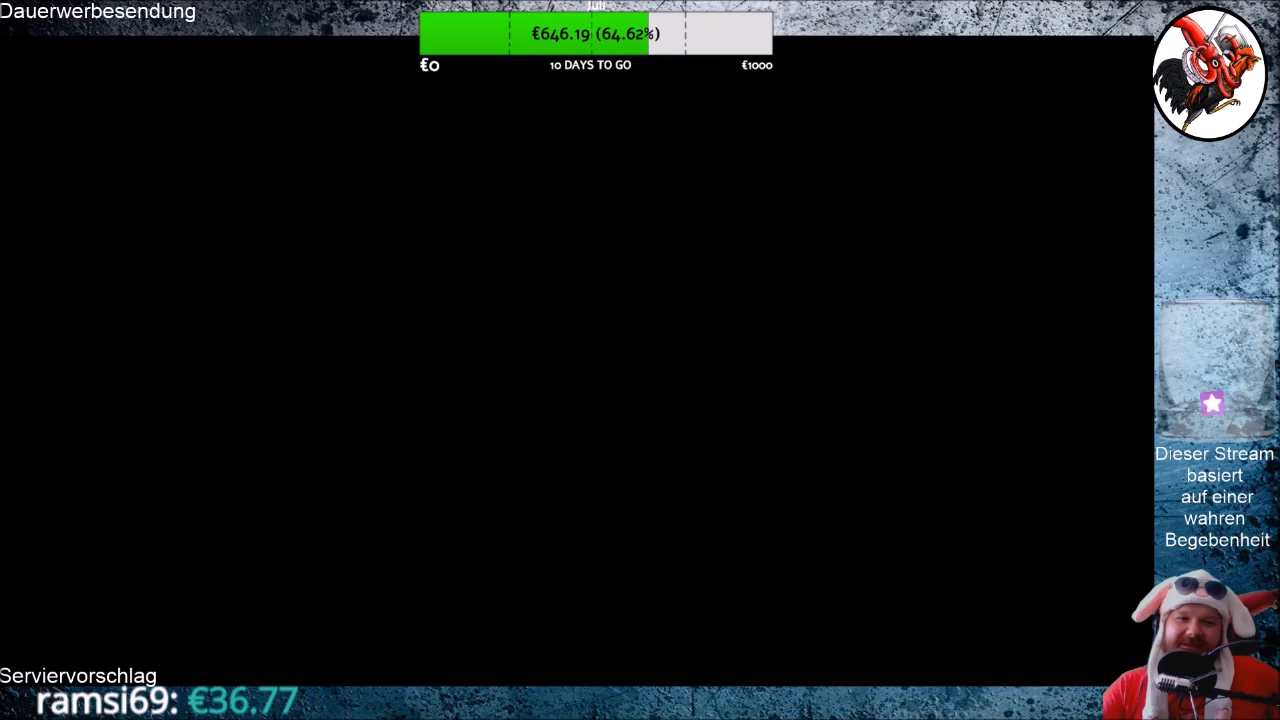 Dauerwerbesendung
Juli
€646.19 (64.62%)
€0
10 DAYS TO GO
€1000
Dieser Stream
basiert
auf einer
wahren
Begebenheit
Serviervorschlag
ramsi69: €36.77